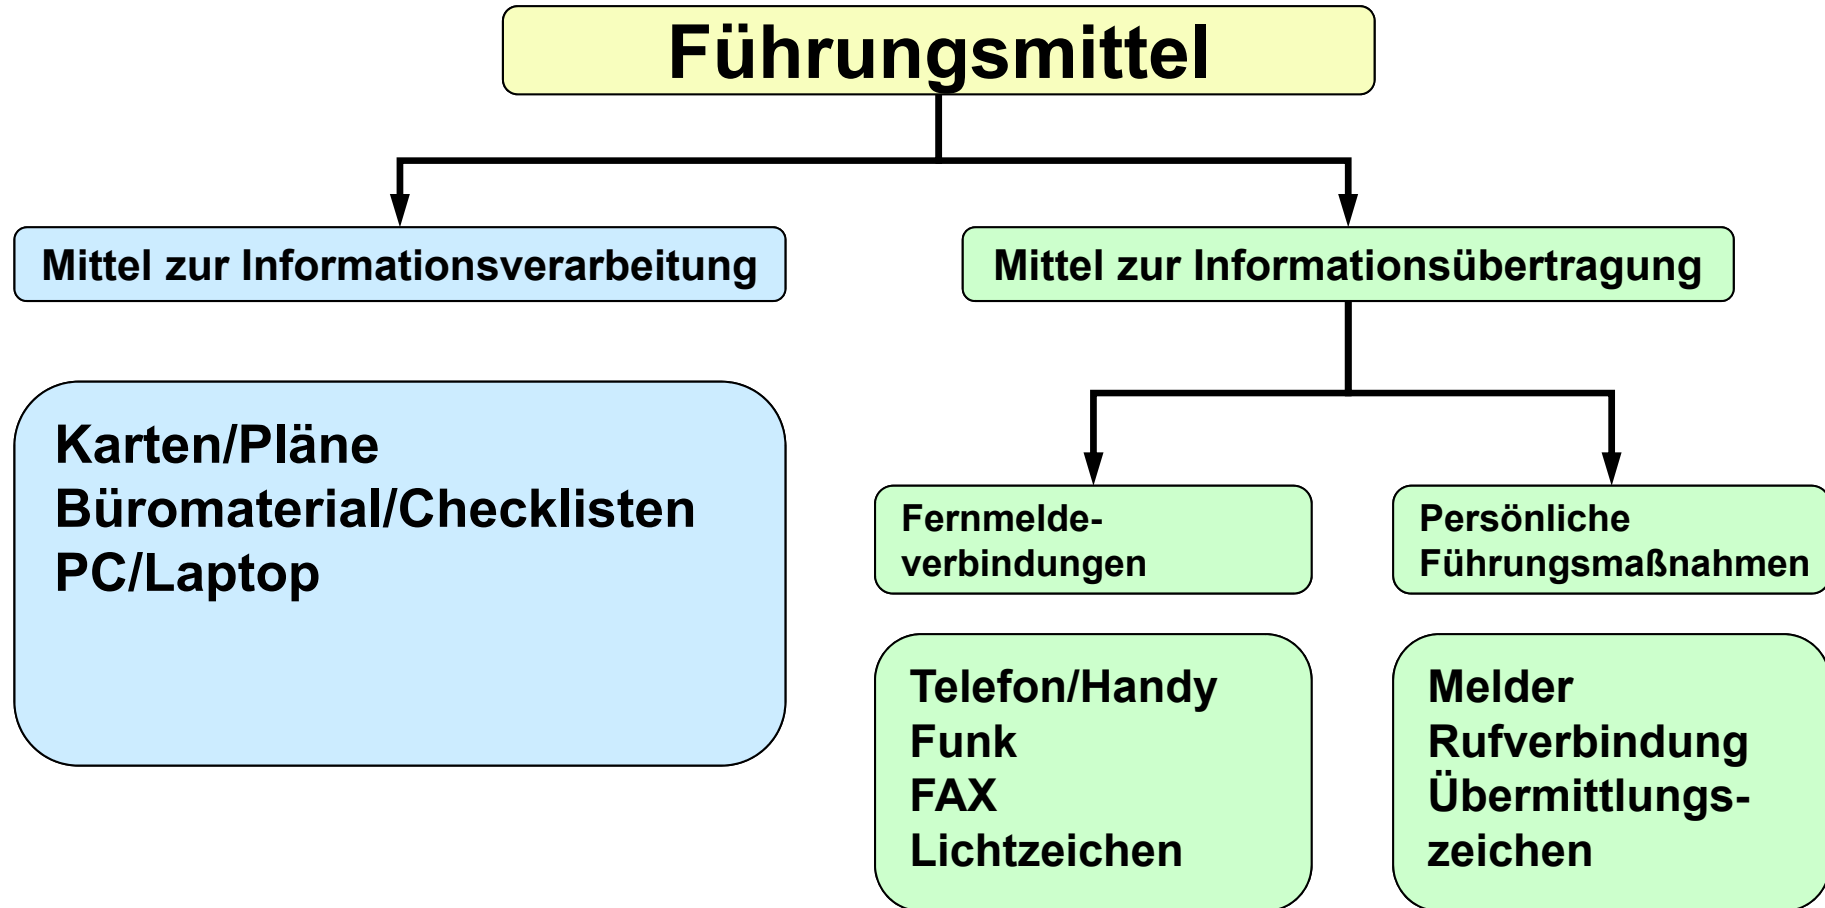 Führungsmittel
Mittel zur Informationsverarbeitung
Mittel zur Informationsübertragung
Karten/Pläne
Büromaterial/Checklisten
PC/Laptop
Fernmelde-
verbindungen
Persönliche
Führungsmaßnahmen
Telefon/Handy
Funk
FAX
Lichtzeichen
Melder
Rufverbindung
Übermittlungs-
zeichen